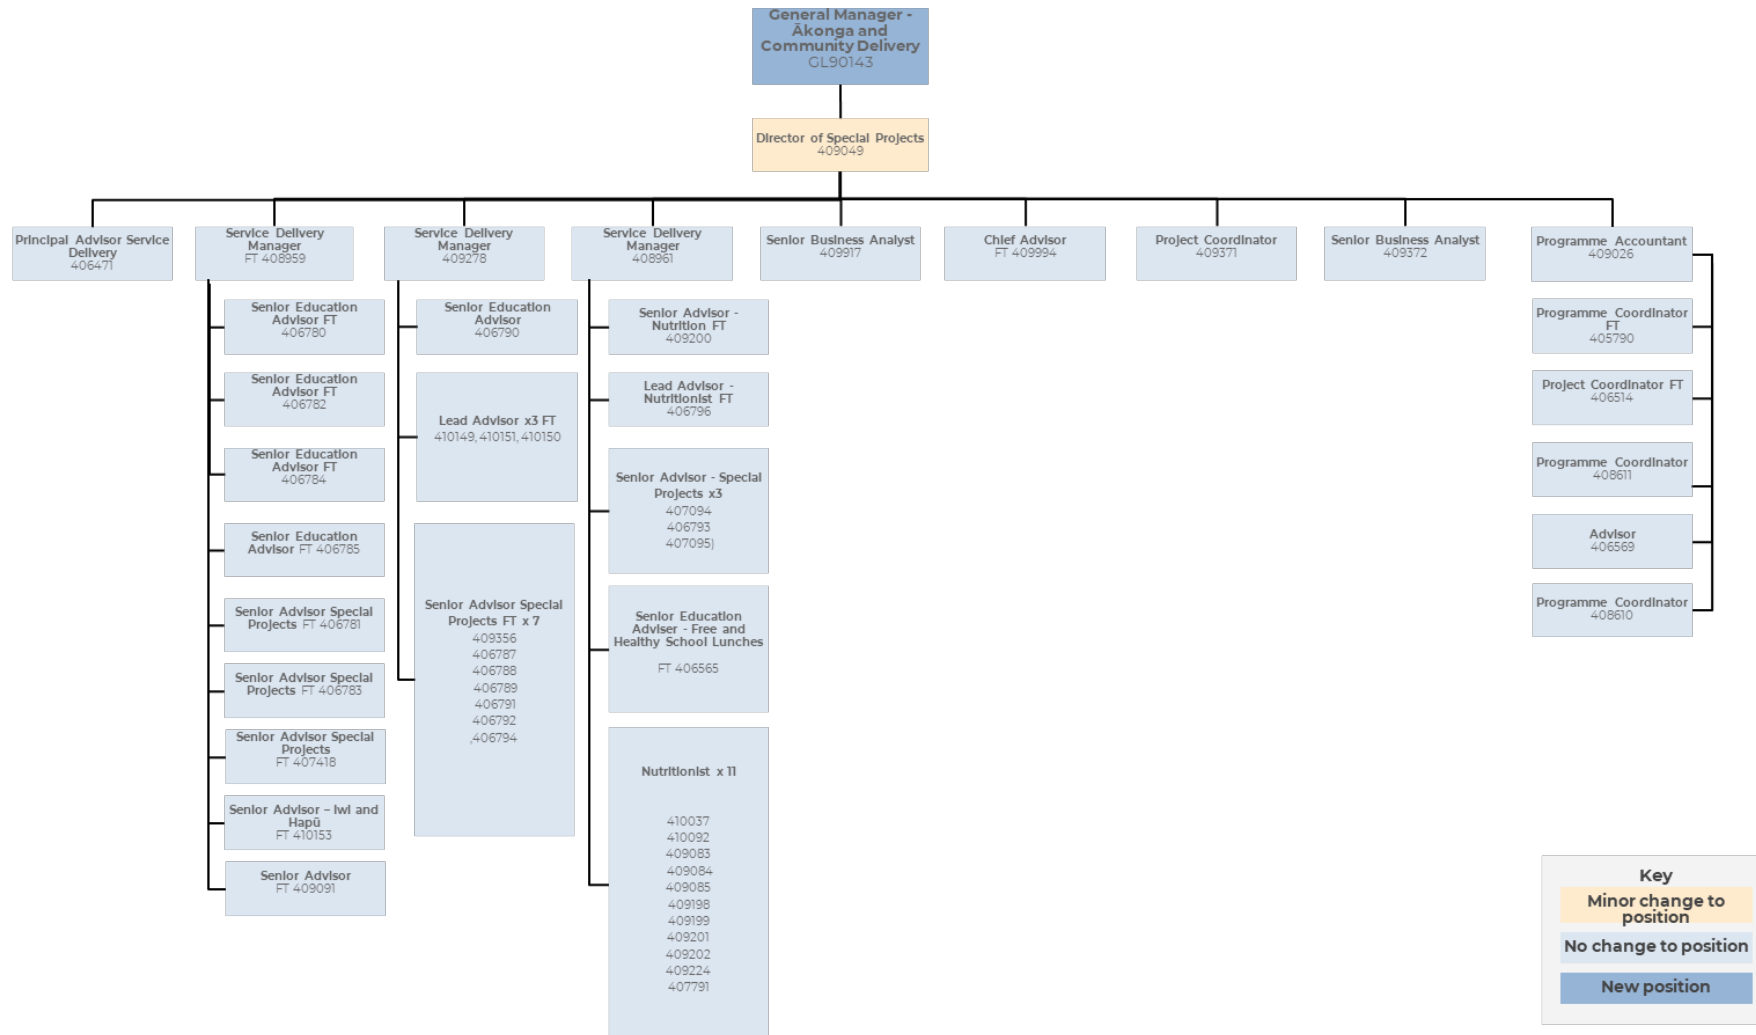 General Manager -
Ākonga and
Community Delivery
GL90143
Director of Special Projects
409049
Principal Advisor Service
Delivery
406471
Service Delivery
Manager
FT 408959
Service Delivery
Manager
409278
Service Delivery
Manager
408961
Senior Business Analyst
409917
Chief Advisor
FT 409994
Project Coordinator
409371
Senior Business Analyst
409372
Programme Accountant
409026
Senior Education
Advisor FT
406780
Senior Education
Advisor FT
406782
Senior Education
Advisor FT
406784
Senior Education
Advisor FT 406785
Senior Advisor Special
Projects FT 406781
Senior Advisor Special
Projects FT 406783
Senior Advisor Special
Projects
FT 407418
Senior Advisor – Iwi and
Hapū
FT 410153
Senior Advisor
FT 409091
Senior Education
Advisor
406790
Lead Advisor x3 FT
410149, 410151, 410150
Senior Advisor Special
Projects FT x 7
409356
406787
406788
406789
406791
406792
,406794
Senior Advisor -
Nutrition FT
409200
Lead Advisor -
Nutritionist FT
406796
Senior Advisor - Special
Projects x3
407094
406793
407095)
Senior Education
Adviser - Free and
Healthy School Lunches
FT 406565
Nutritionist x 11
410037
410092
409083
409084
409085
409198
409199
409201
409202
409224
407791
Programme Coordinator
FT
405790
Project Coordinator FT
406514
Programme Coordinator
408611
Advisor
406569
Programme Coordinator
408610
Key
Minor change to
position
No change to position
New position